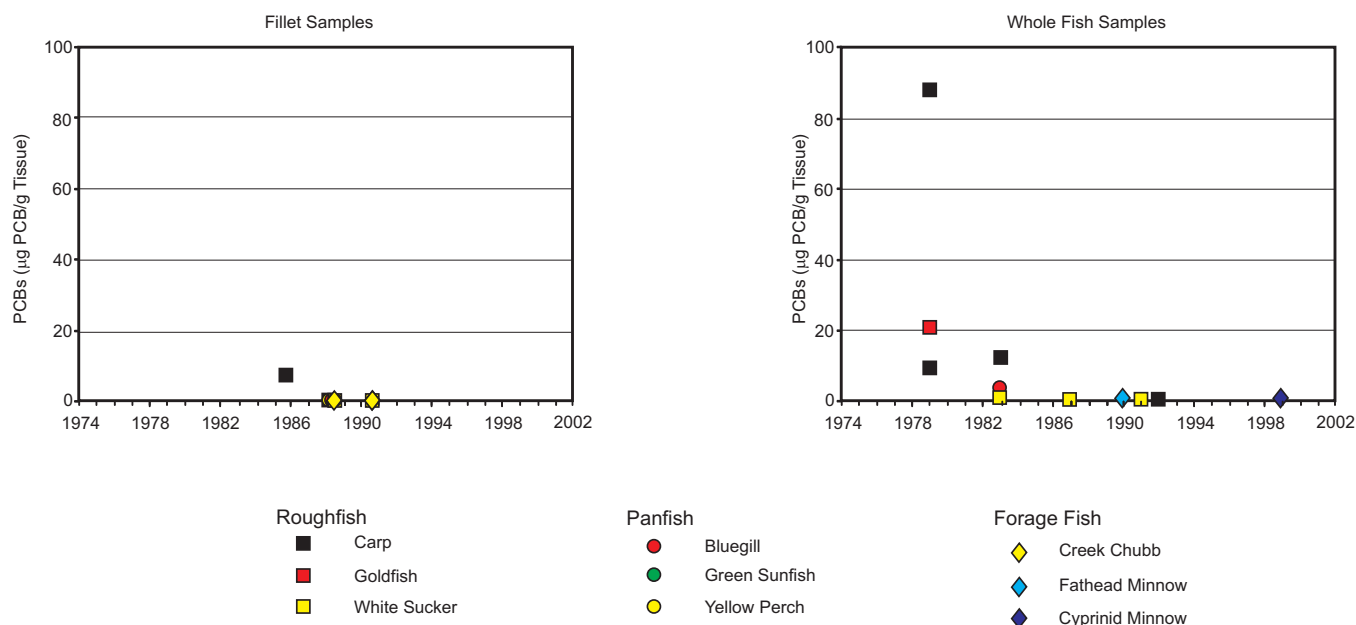 Fillet Samples
PCBs (µg PCB/g Tissue)
100
80
60
40
20
0
1974 1978 1982 1986 1990 1994 1998 2002
Whole Fish Samples
PCBs (µg PCB/g Tissue)
100
80
60
40
20
0
1974 1978 1982 1986 1990 1994 1998 2002
Roughfish
Carp
Goldfish
White Sucker
Panfish
Bluegill
Green Sunfish
Yellow Perch
Forage Fish
Creek Chubb
Fathead Minnow
Cyprinid Minnow